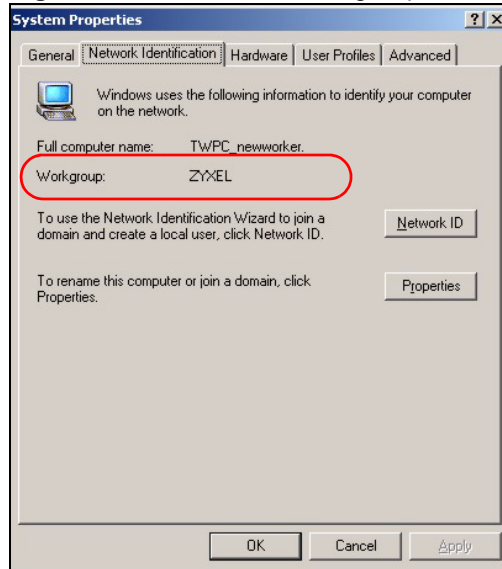 System Properties ? X
General Network Identification Hardware User Profiles Advanced
Windows uses the following information to identify your computer
on the network.
Full computer name: TWPC_newworker.
Workgroup: ZYXEL
To use the Network Identification Wizard to join a
domain and create a local user, click Network ID.
Network ID
To rename this computer or join a domain, click
Properties.
Properties
OK Cancel Apply